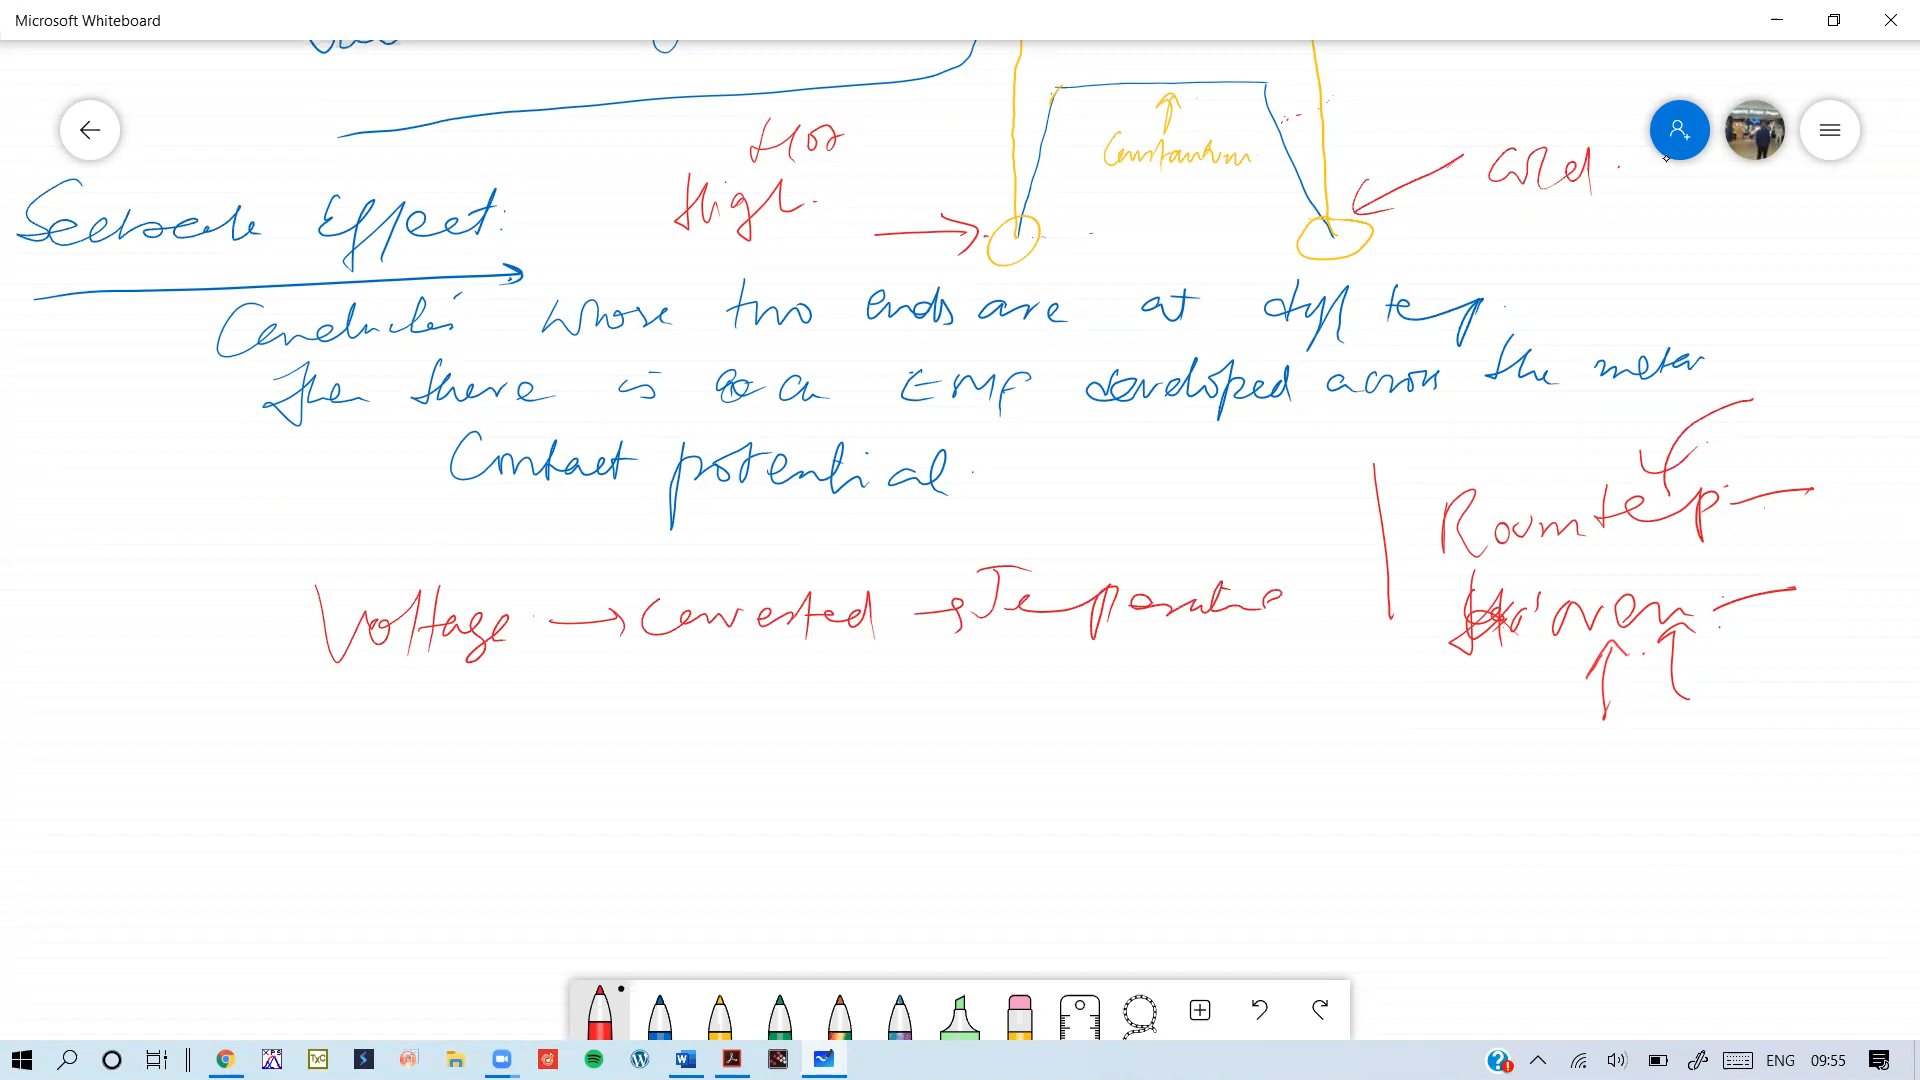 Microsoft Whiteboard
Hot
High.
Constantan
Cold.
Seebeck Effect:
Conductors whose two ends are at diff temp.
then there is a EMF developed across the metal
Contact potential.
Room temp
Voltage → Converted → Temperature
oven
ENG 09:55